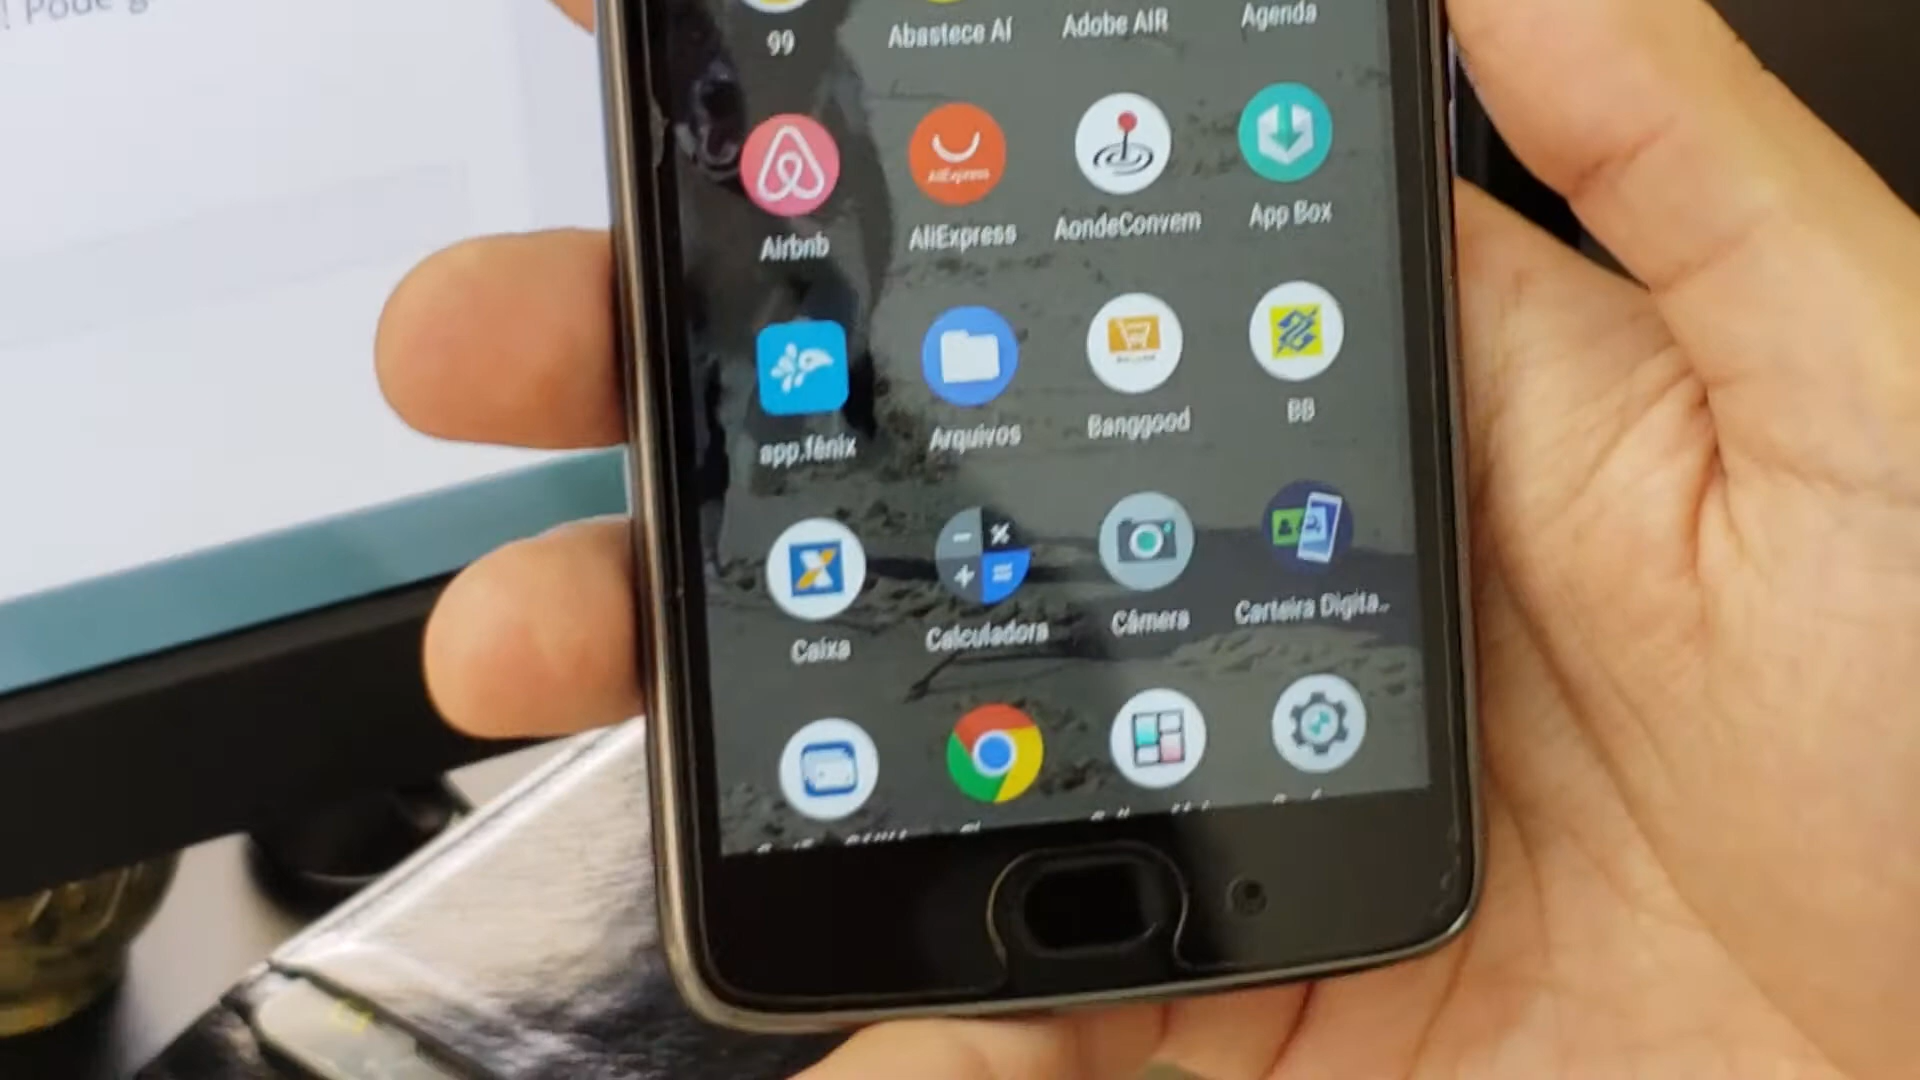 ! Pode g
99 Abastece Aí Adobe AIR Agenda
AliExpress
Airbnb AliExpress AondeConvem App Box
app.fênix Arquivos Banggood BB
Caixa Calculadora Câmera Carteira Digita..